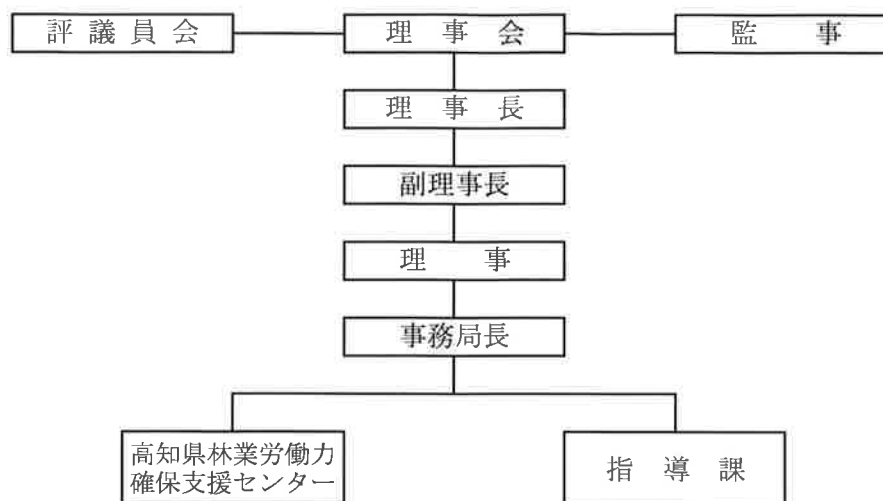 評議員会
理事会
監事
理事長
副理事長
理事
事務局長
高知県林業労働力
確保支援センター
指導課